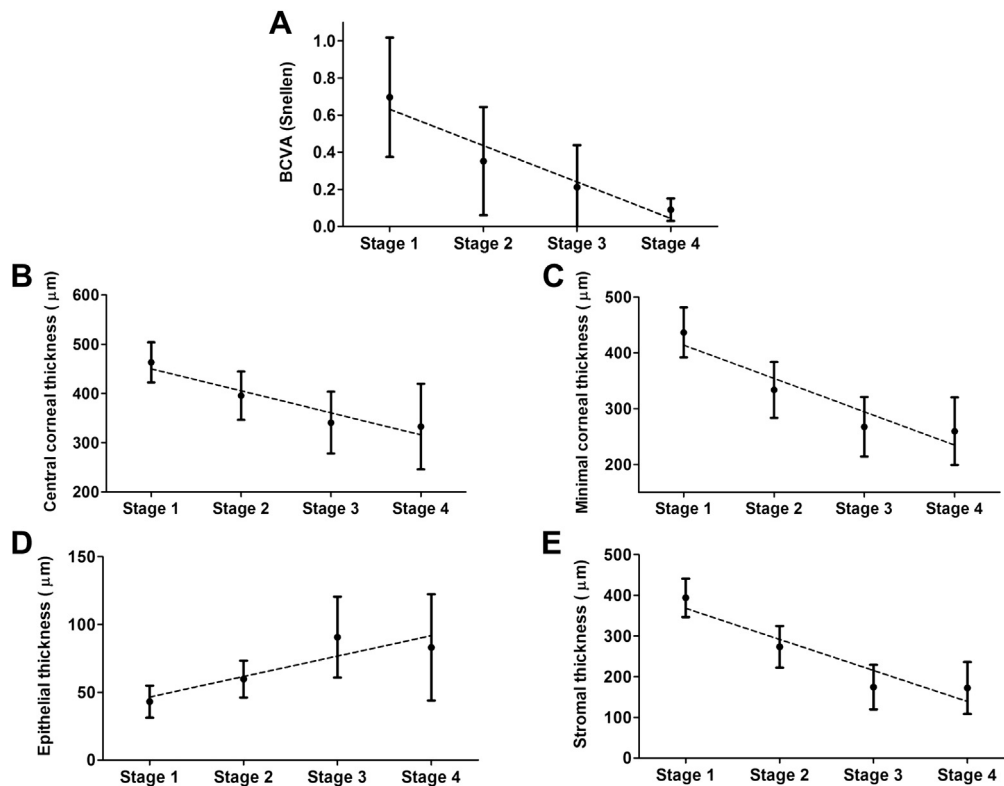 A
BCVA (Snellen)
1.0
0.8
0.6
0.4
0.2
0.0
Stage 1 Stage 2 Stage 3 Stage 4
B
Central corneal thickness ( μm)
600
500
400
300
200
Stage 1 Stage 2 Stage 3 Stage 4
C
Minimal corneal thickness ( μm)
500
400
300
200
Stage 1 Stage 2 Stage 3 Stage 4
D
Epithelial thickness ( μm)
150
100
50
0
Stage 1 Stage 2 Stage 3 Stage 4
E
Stromal thickness ( μm)
500
400
300
200
100
0
Stage 1 Stage 2 Stage 3 Stage 4